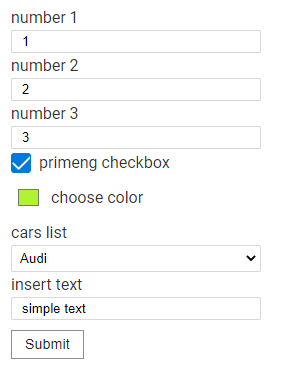 number 1
1
number 2
2
number 3
3
primeng checkbox
choose color
cars list
Audi
insert text
simple text
Submit